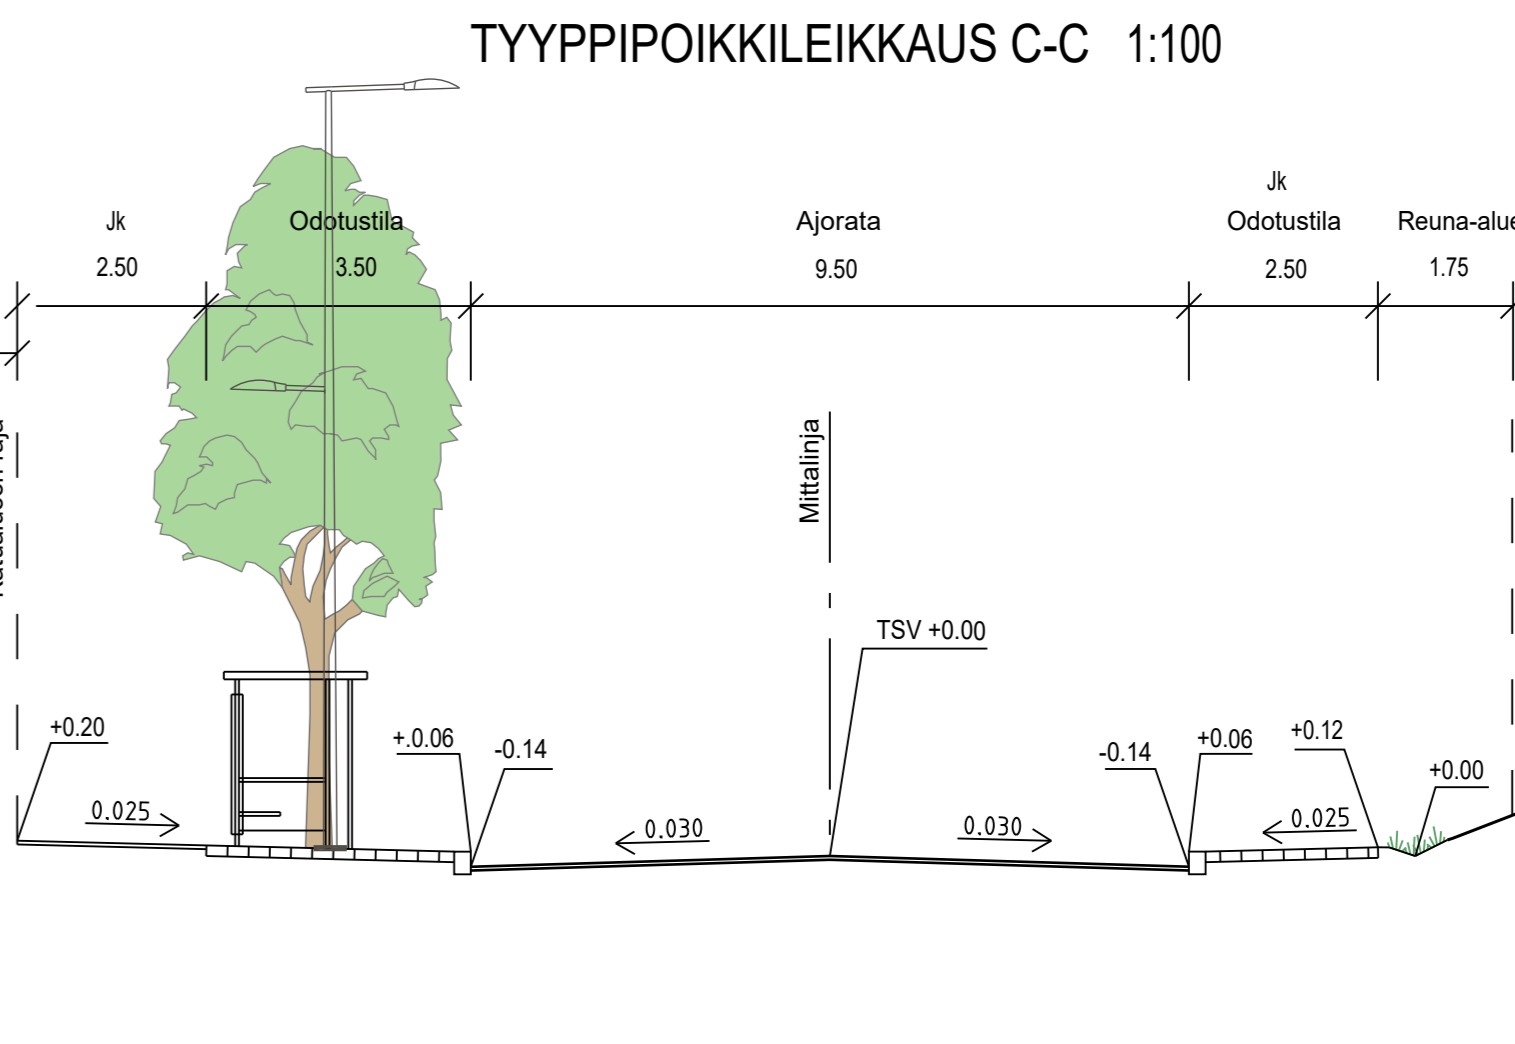 TYYPPIPOIKKILEIKKAUS C-C 1:100
Jk
Jk
Odotustila
Ajorata
Odotustila
Reuna-alue
2.50
3.50
9.50
2.50
1.75
Mittalinja
TSV +0.00
+0.20
+.0.06
-0.14
-0.14
+0.06
+0.12
+0.00
0.025
0.030
0.030
0.025